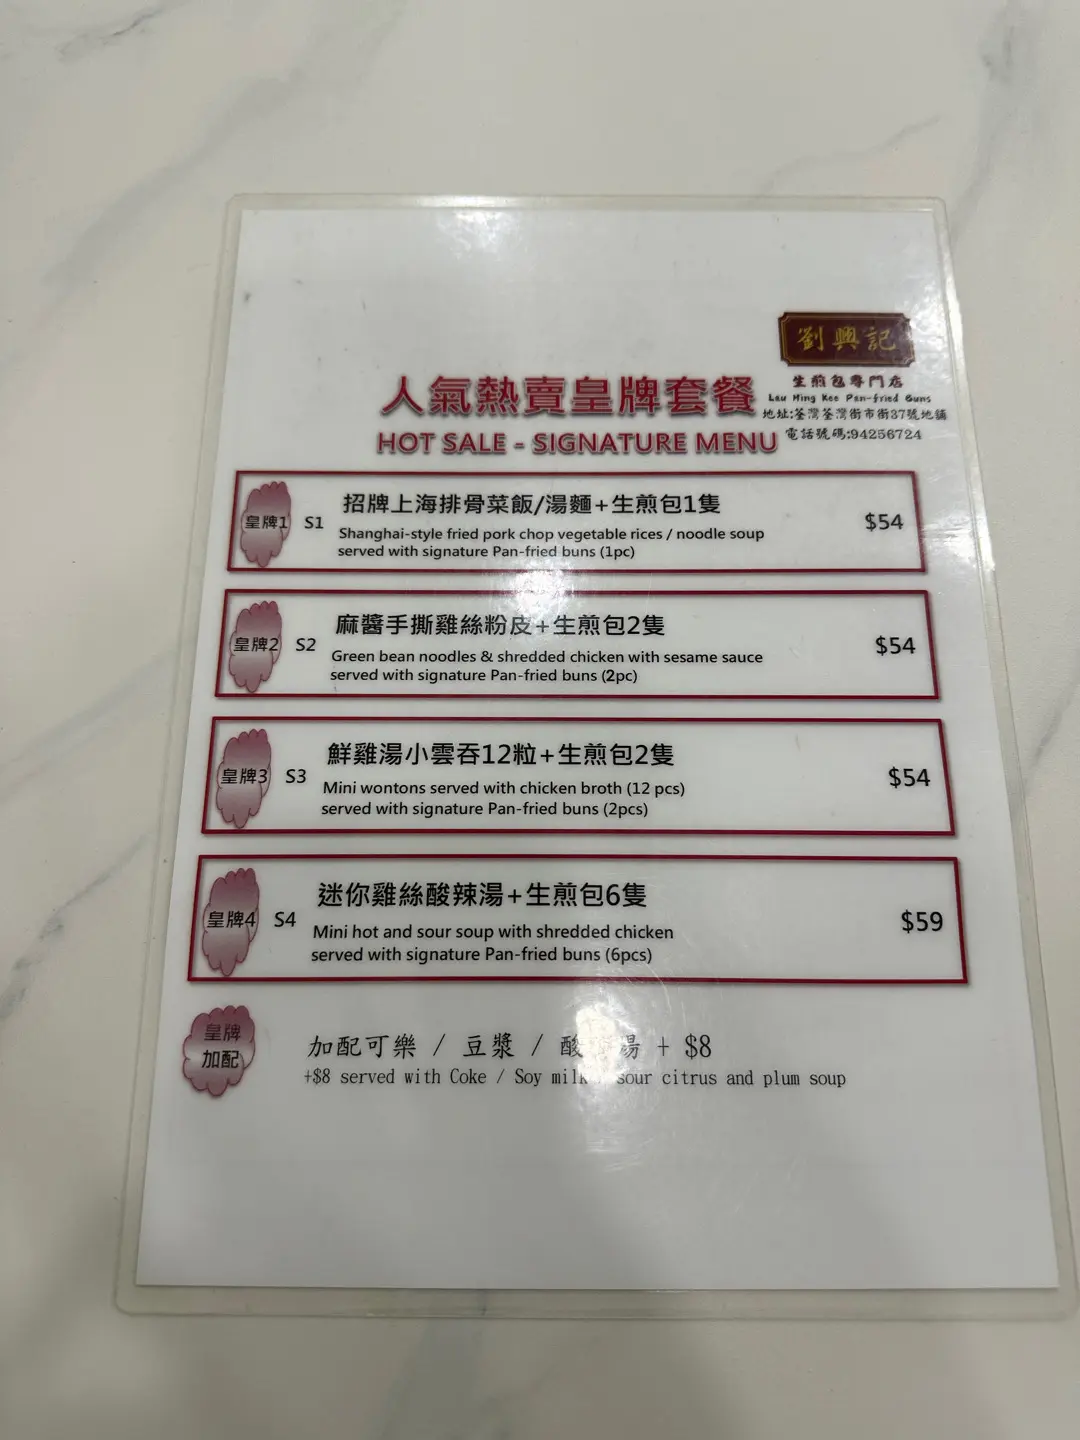 劉興記
生煎包專門店
Lau Hing Kee Pan-fried Buns
地址:荃灣荃灣街市街37號地舖
電話號碼:94256724
人氣熱賣皇牌套餐
HOT SALE - SIGNATURE MENU
皇牌1 S1 招牌上海排骨菜飯/湯麵+生煎包1隻 $54
Shanghai-style fried pork chop vegetable rices / noodle soup
served with signature Pan-fried buns (1pc)
皇牌2 S2 麻醬手撕雞絲粉皮+生煎包2隻 $54
Green bean noodles & shredded chicken with sesame sauce
served with signature Pan-fried buns (2pc)
皇牌3 S3 鮮雞湯小雲吞12粒+生煎包2隻 $54
Mini wontons served with chicken broth (12 pcs)
served with signature Pan-fried buns (2pcs)
皇牌4 S4 迷你雞絲酸辣湯+生煎包6隻 $59
Mini hot and sour soup with shredded chicken
served with signature Pan-fried buns (6pcs)
皇牌
加配
加配可樂 / 豆漿 / 酸 湯 + $8
+$8 served with Coke / Soy milk / sour citrus and plum soup